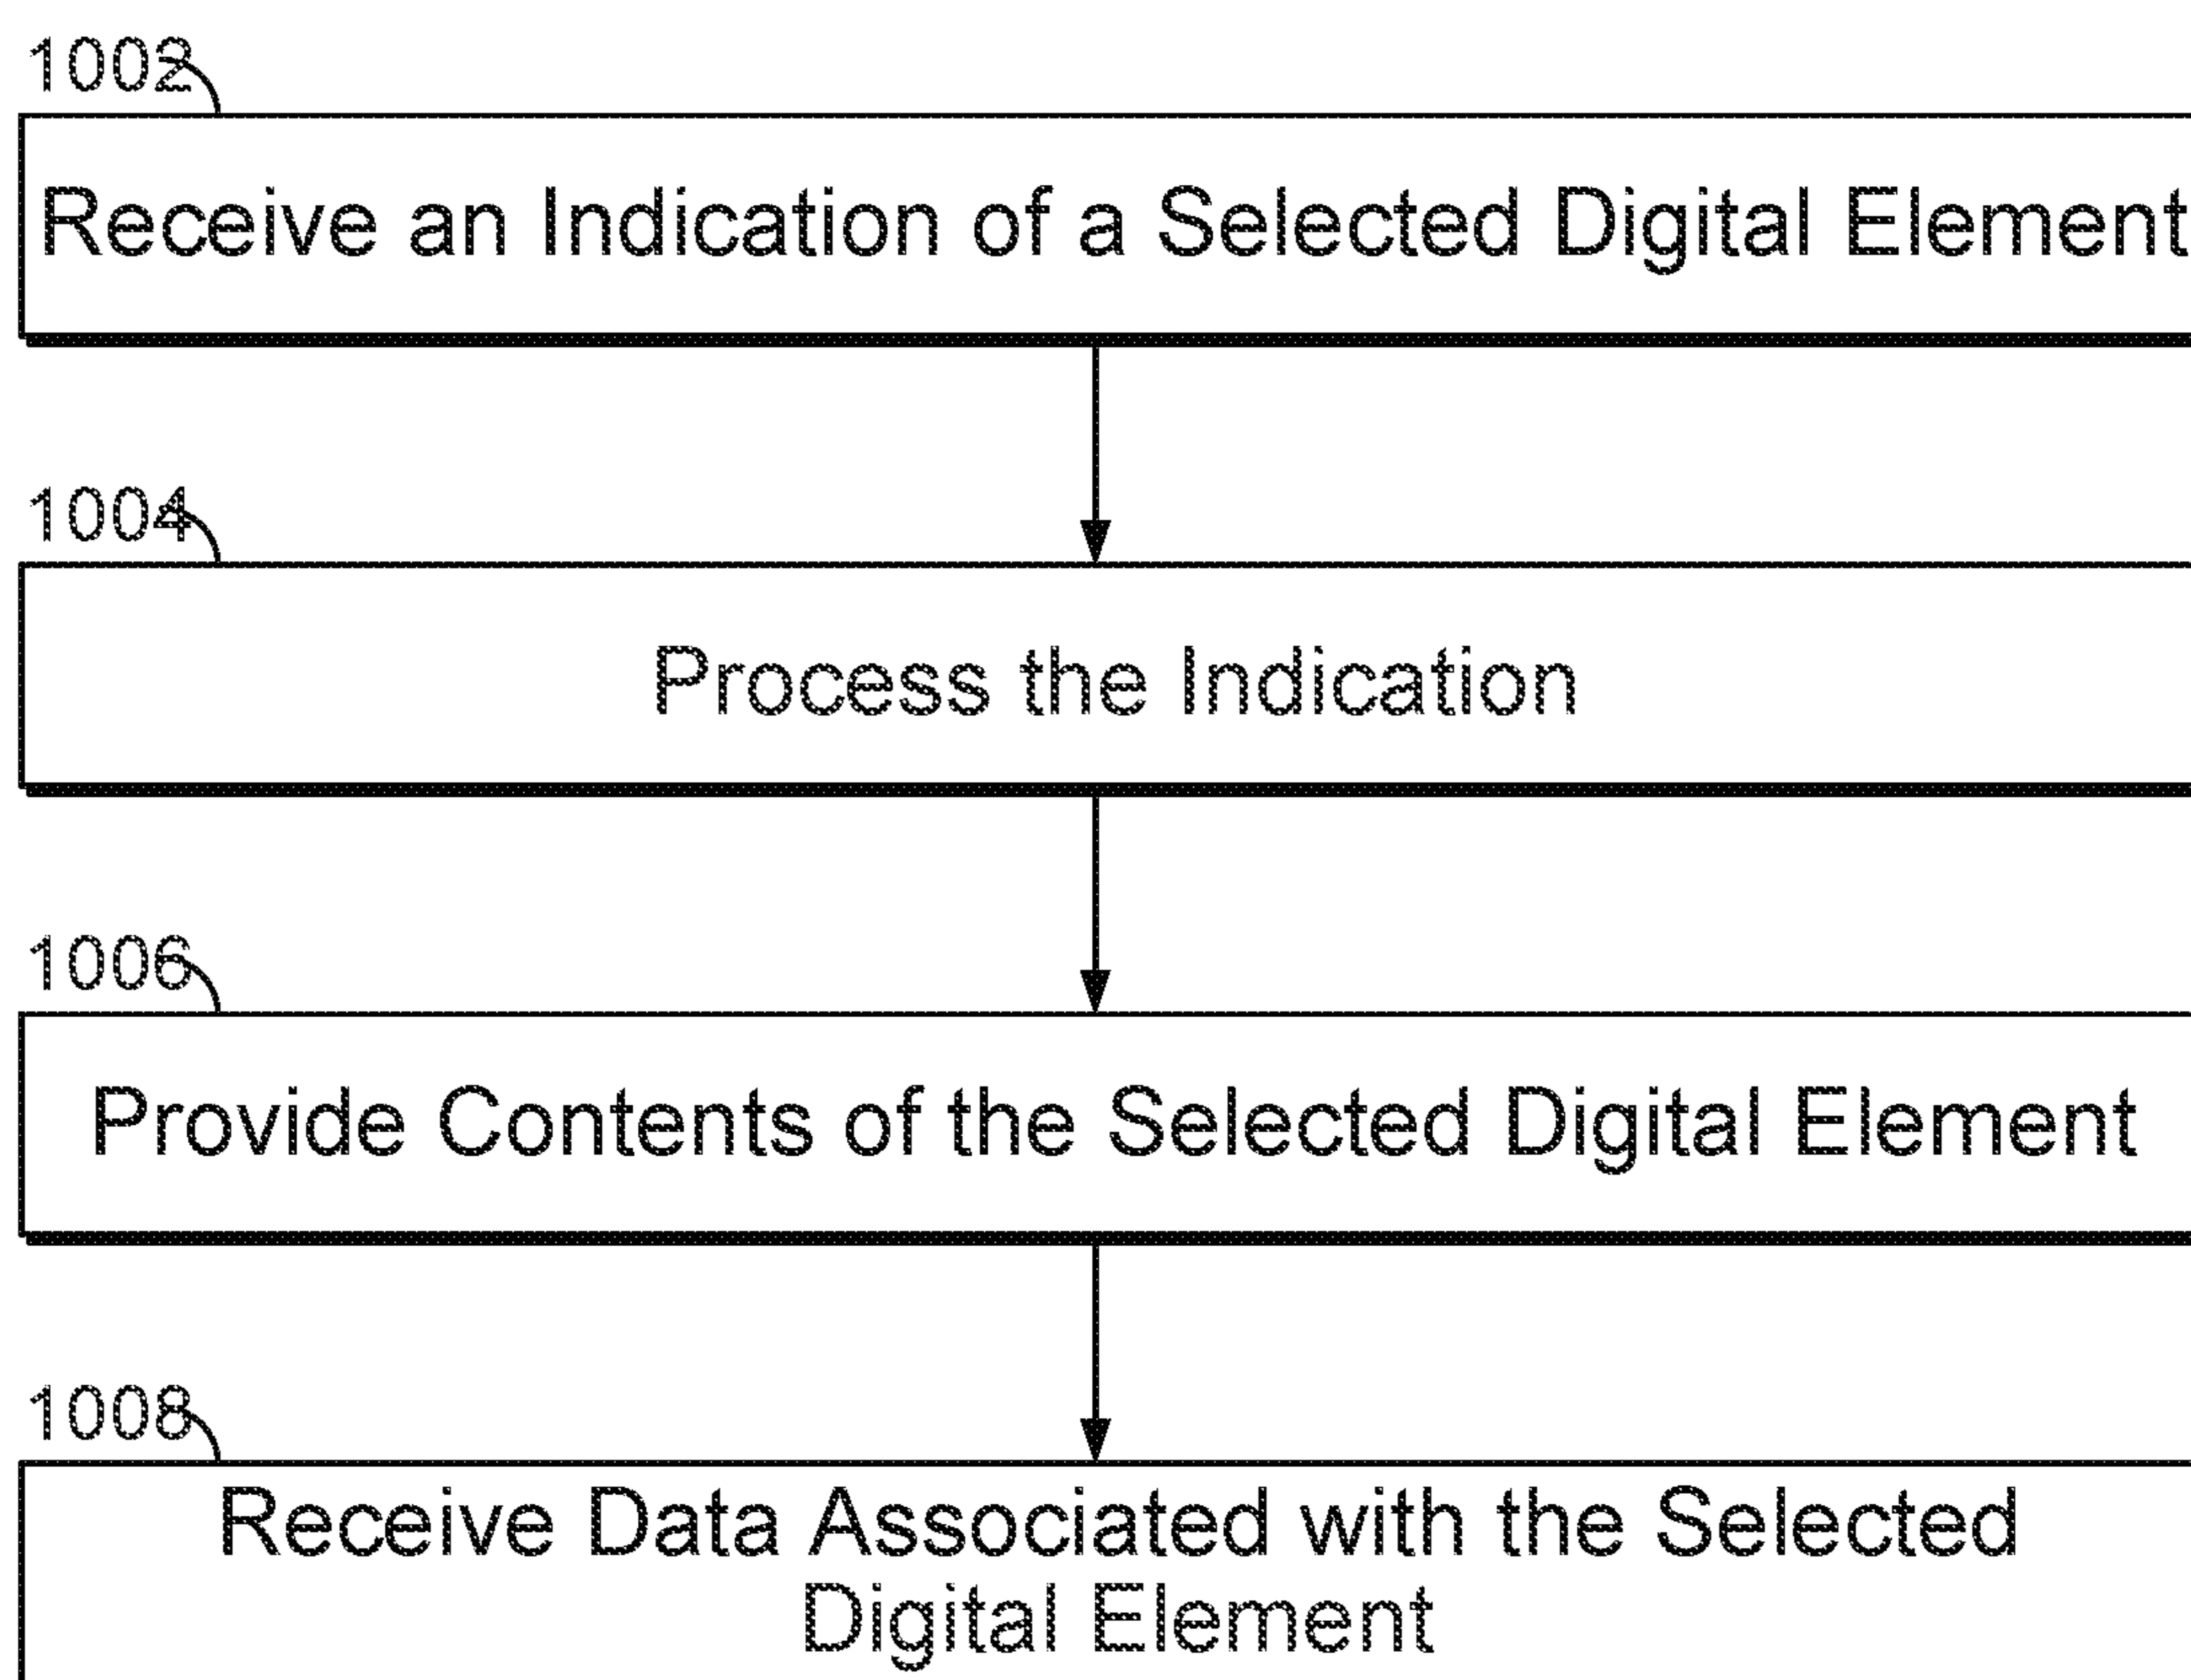 1002
Receive an Indication of a Selected Digital Element
1004
Process the Indication
1006
Provide Contents of the Selected Digital Element
1008
Receive Data Associated with the Selected
Digital Element